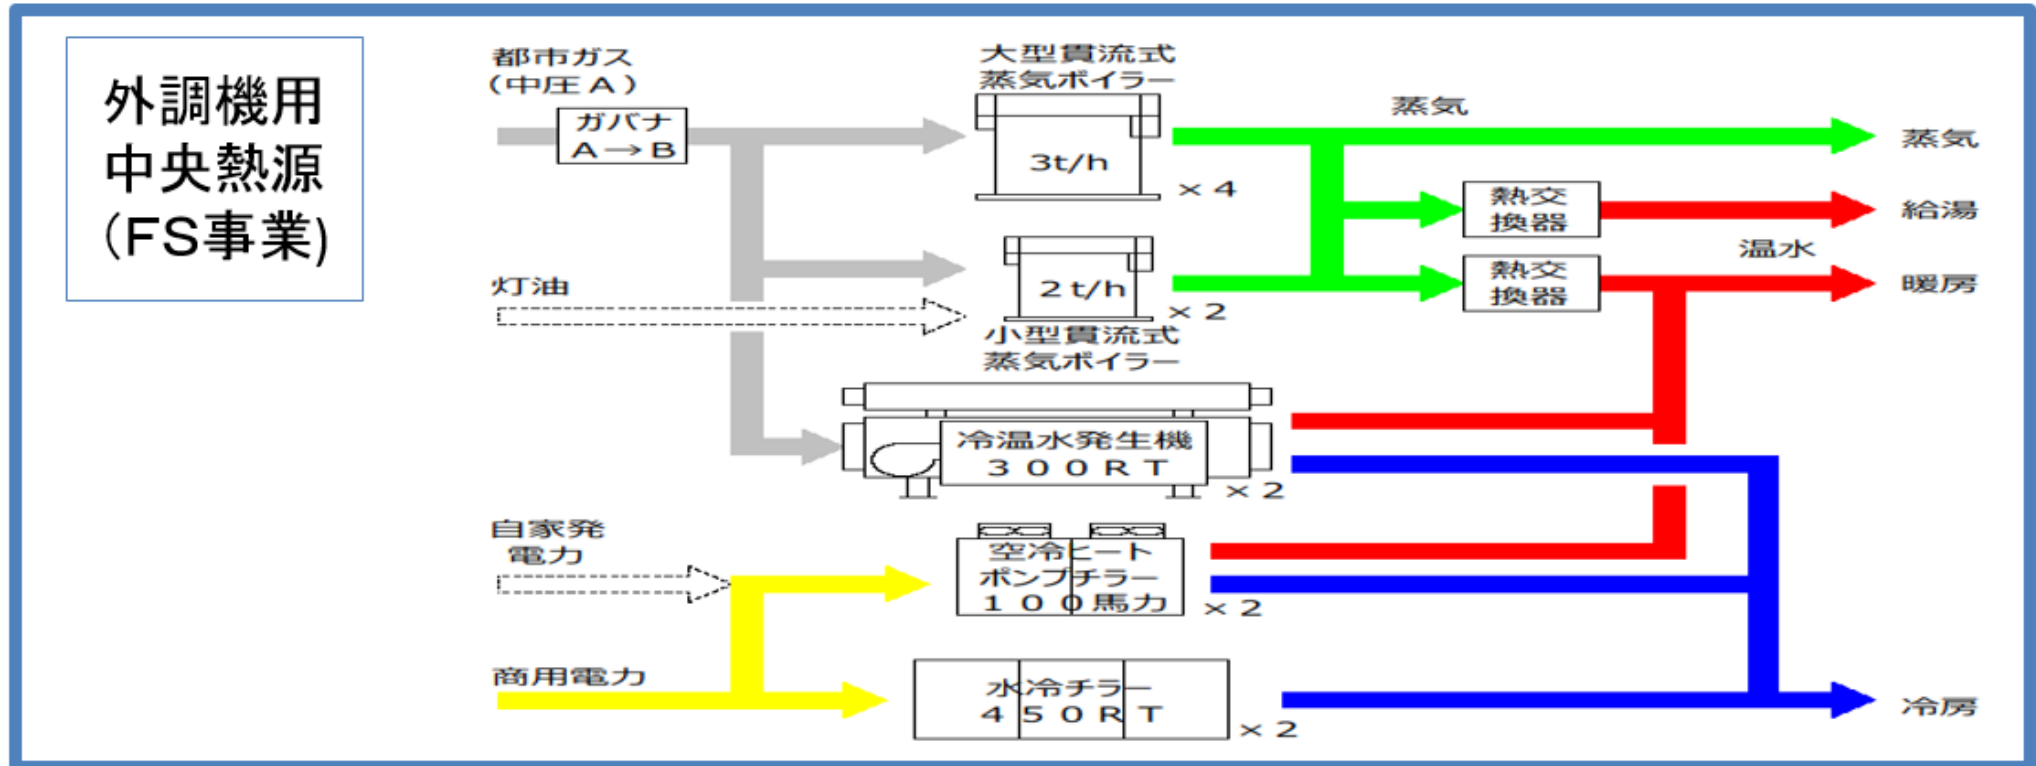 外調機用
中央熱源
（FS事業)
都市ガス
（中圧A）
ガバナ
A→B
大型貫流式
蒸気ボイラー
3t/h
×4
蒸気
蒸気
熱交
換器
給湯
温水
灯油
2t/h
×2
小型貫流式
蒸気ボイラー
熱交
換器
暖房
冷温水発生機
300RT
×2
自家発
電力
空冷ヒート
ポンプチラー
100馬力
×2
商用電力
水冷チラー
450RT
×2
冷房